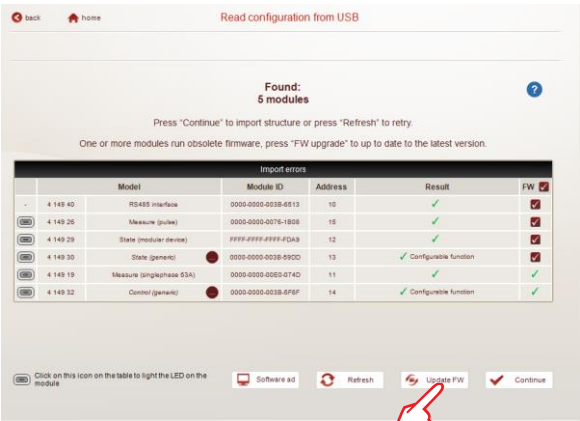 back home Read configuration from USB
Found:
5 modules
?
Press "Continue" to import structure or press "Refresh" to retry.
One or more modules run obsolete firmware, press "FW upgrade" to up to date to the latest version.
Import errors
Model Module ID Address Result FW
- 4 149 40 RS485 interface 0000-0000-003B-6513 10
4 149 26 Measure (pulse) 0000-0000-0076-1B08 15
4 149 29 State (modular device) FFFF-FFFF-FFFF-FDA9 12
4 149 30 State (generic) ... 0000-0000-003B-59DD 13 Configurable function
4 149 19 Measure (singlephase 63A) 0000-0000-00E0-074D 11
4 149 32 Control (generic) ... 0000-0000-003B-5F6F 14 Configurable function
Click on this icon on the table to light the LED on the
module
Software ad Refresh Update FW Continue